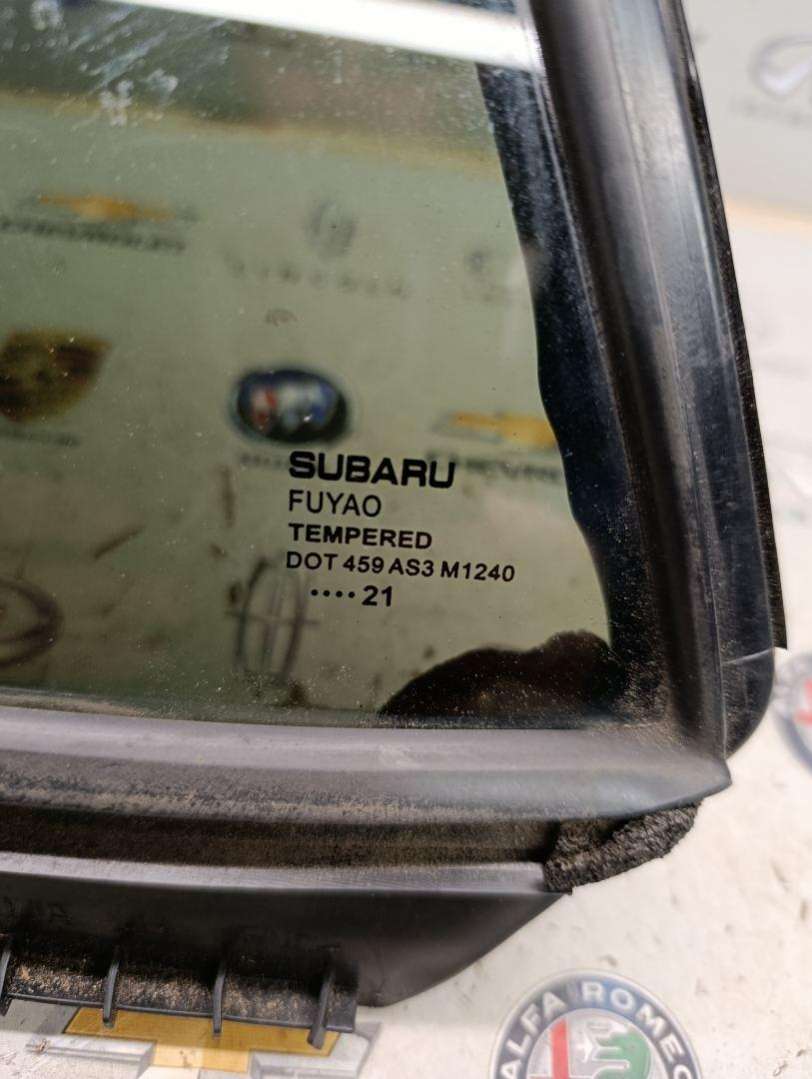 SUBARU
FUYAO
TEMPERED
DOT 459 AS3 M1240
•••• 21
ALFA ROMEO